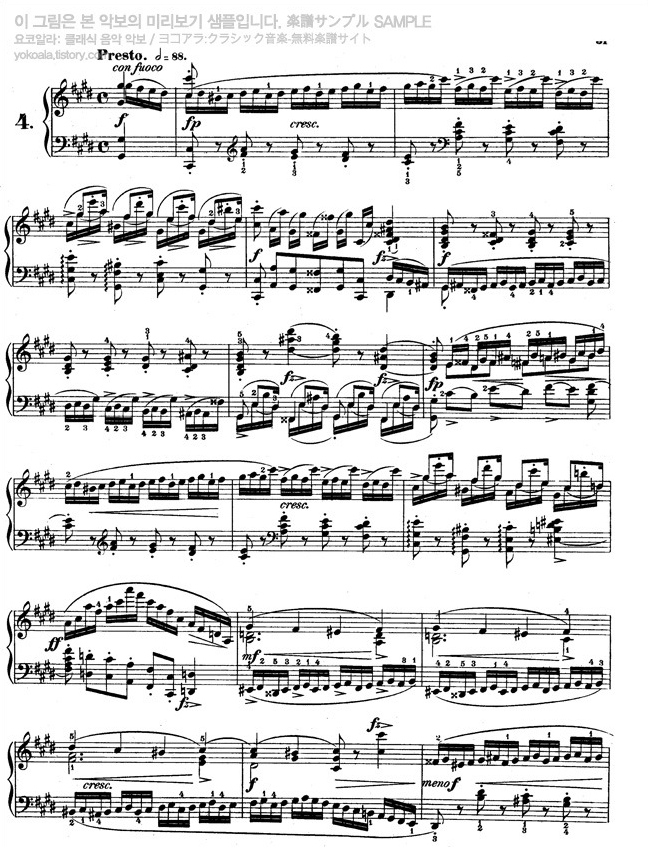 이 그림은 본 악보의 미리보기 샘플입니다. 楽譜サンプル SAMPLE
요코알라: 클래식 음악 악보 / ヨコアラ:クラシック音楽-無料楽譜サイト
yokoala.tistory.co
Presto. 𝅗𝅥=88.
con fuoco
4.
f
fp
cresc.
f
fz
f
fz
fz
fp
cresc.
ff
mf
fz
cresc.
fz
f
meno f